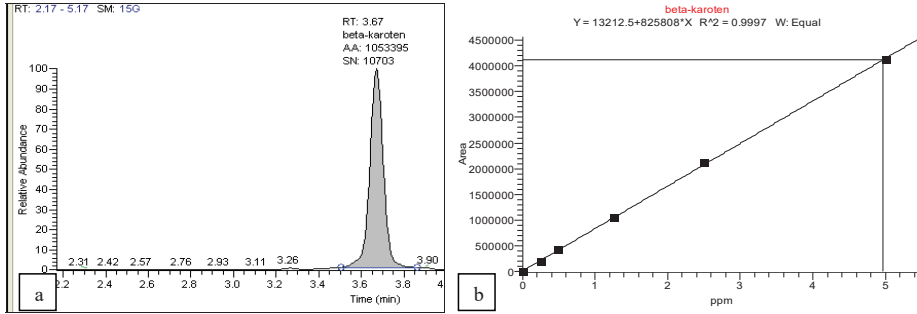 RT: 2.17 - 5.17 SM: 15G
RT: 3.67
beta-karoten
AA: 1053395
SN: 10703
100
90
80
70
60
50
40
30
20
10
0
Relative Abundance
2.31 2.42 2.57 2.76 2.93 3.11 3.26 3.90
2.2 2.4 2.6 2.8 3.0 3.2 3.4 3.6 3.8 4
Time (min)
a
beta-karoten
Y = 13212.5+825808*X R^2 = 0.9997 W: Equal
4500000
4000000
3500000
3000000
2500000
2000000
1500000
1000000
500000
0
Area
0 1 2 3 4 5
ppm
b